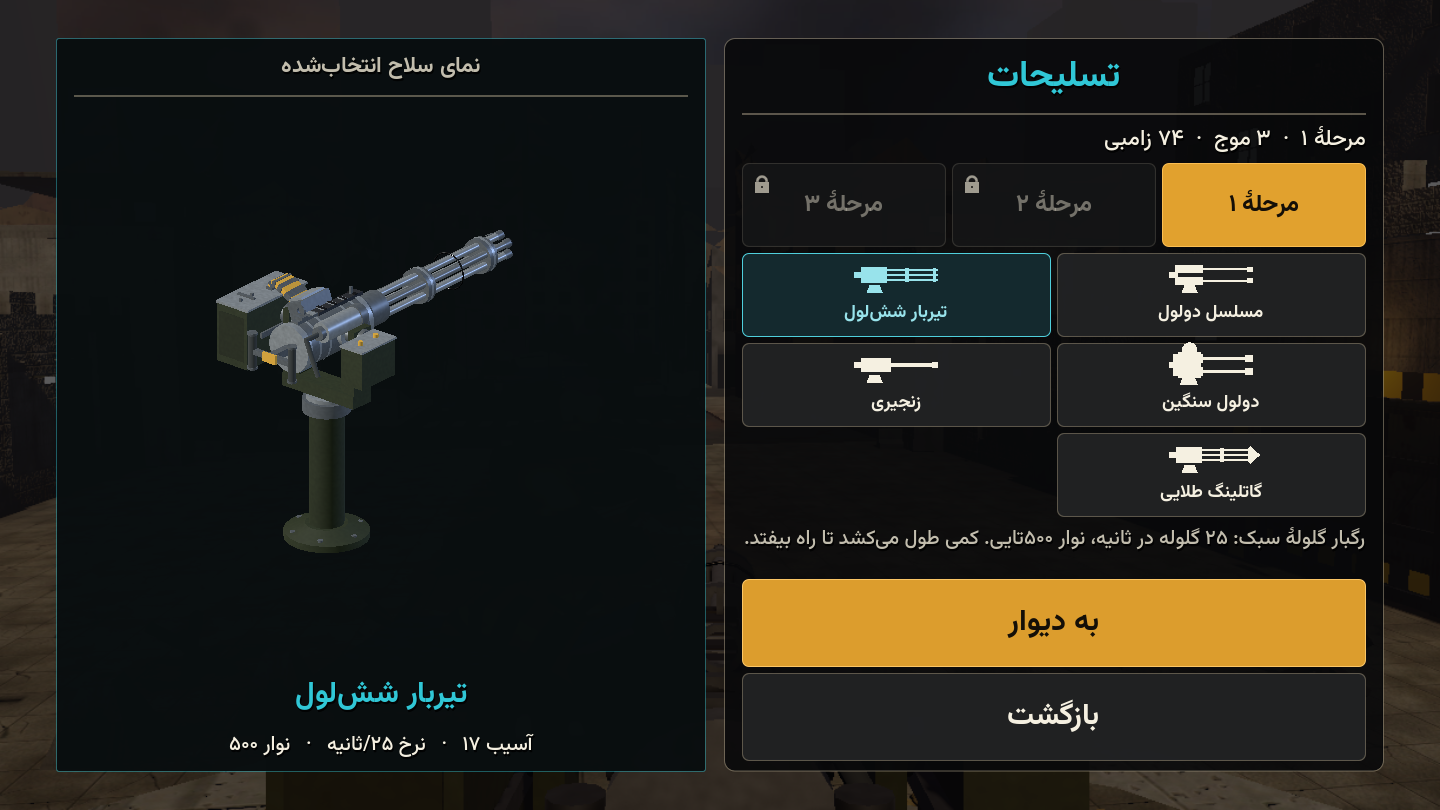 تسلیحات
مرحلهٔ ۱ · ۳ موج · ۷۴ زامبی
مرحلهٔ ۱
مرحلهٔ ۲
مرحلهٔ ۳
مسلسل دولول
تیربار شش‌لول
دولول سنگین
زنجیری
گاتلینگ طلایی
رگبار گلولهٔ سبک: ۲۵ گلوله در ثانیه، نوار ۵۰۰تایی. کمی طول می‌کشد تا راه بیفتد.
به دیوار
بازگشت
نمای سلاح انتخاب‌شده
تیربار شش‌لول
آسیب ۱۷ · نرخ ۲۵/ثانیه · نوار ۵۰۰